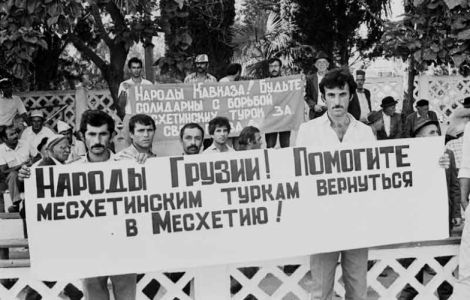 Народы Кавказа! Будьте
солидарны с борьбой
месхетинских турок за
Народы Грузии! Помогите
месхетинским туркам вернуться
в Месхетию!